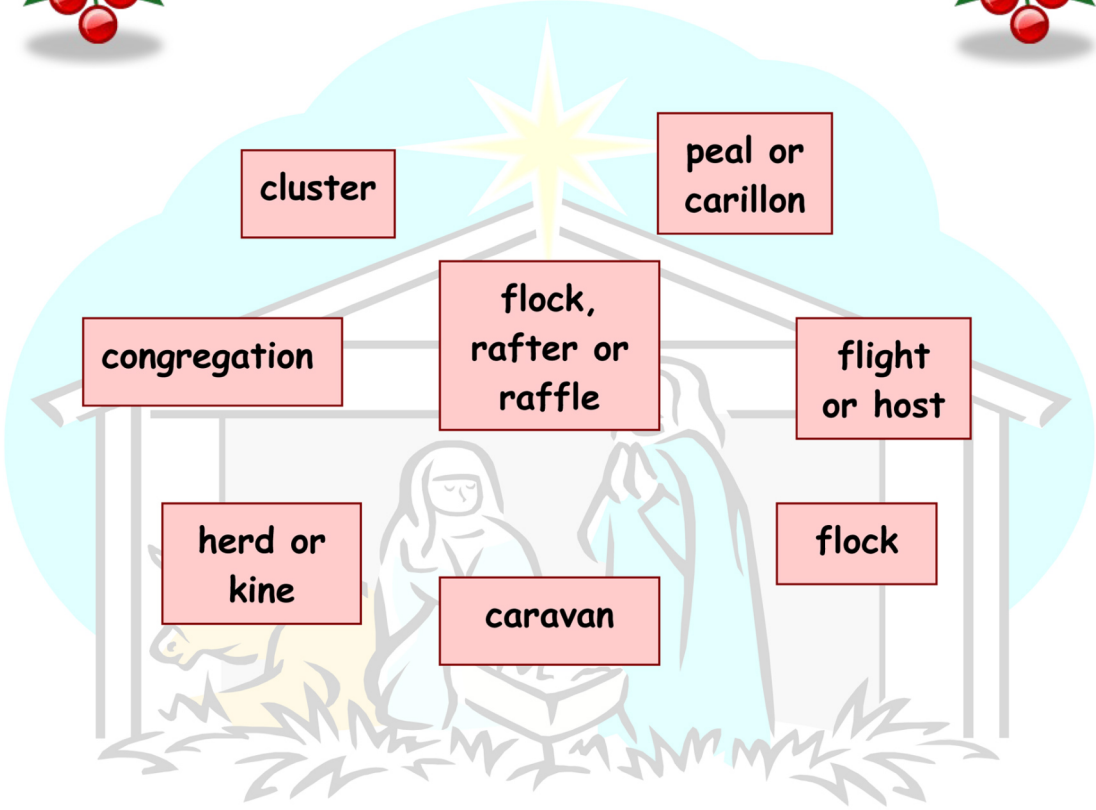 cluster
peal or
carillon
flock,
rafter or
raffle
congregation
flight
or host
herd or
kine
flock
caravan